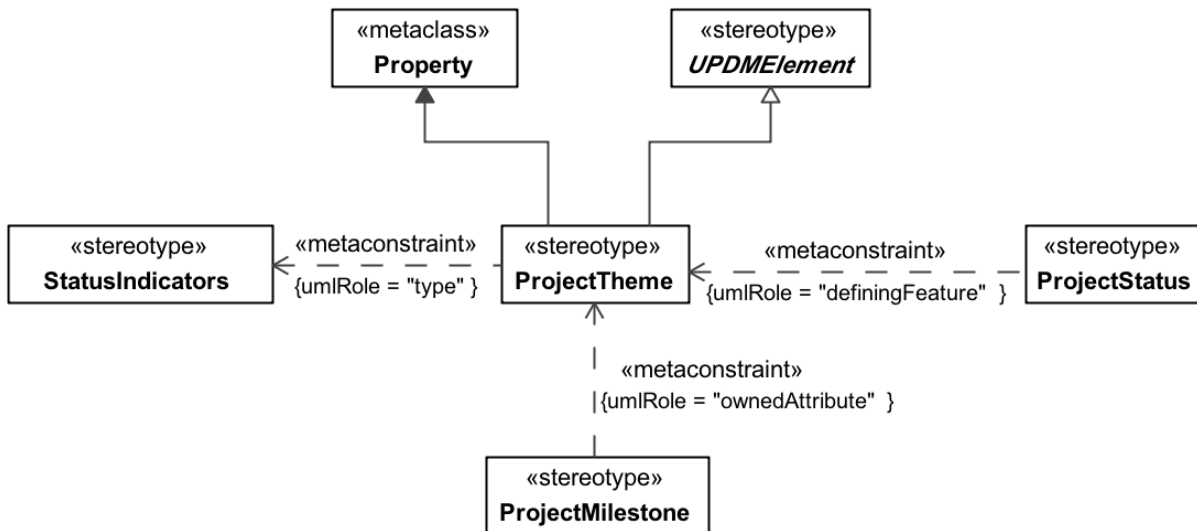 «metaclass»
Property
«stereotype»
UPDMElement
«stereotype»
StatusIndicators
«metaconstraint»
{umlRole = "type" }
«stereotype»
ProjectTheme
«metaconstraint»
{umlRole = "definingFeature" }
«stereotype»
ProjectStatus
«metaconstraint»
{umlRole = "ownedAttribute" }
«stereotype»
ProjectMilestone